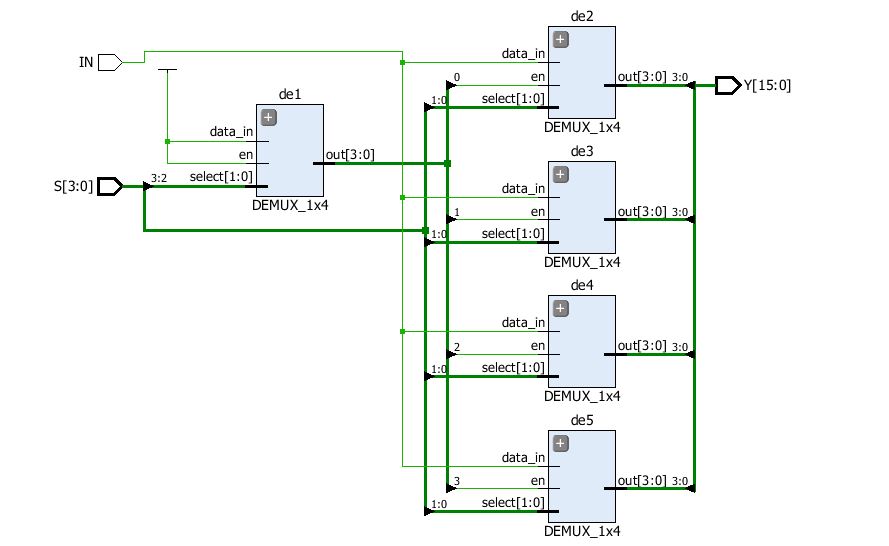 IN
S[3:0]
3:2
de1
+
data_in
en
select[1:0]
out[3:0]
DEMUX_1x4
de2
+
data_in
0
en
1:0
select[1:0]
out[3:0]
3:0
DEMUX_1x4
Y[15:0]
de3
+
data_in
1
en
1:0
select[1:0]
out[3:0]
3:0
DEMUX_1x4
de4
+
data_in
2
en
1:0
select[1:0]
out[3:0]
3:0
DEMUX_1x4
de5
+
data_in
3
en
1:0
select[1:0]
out[3:0]
3:0
DEMUX_1x4